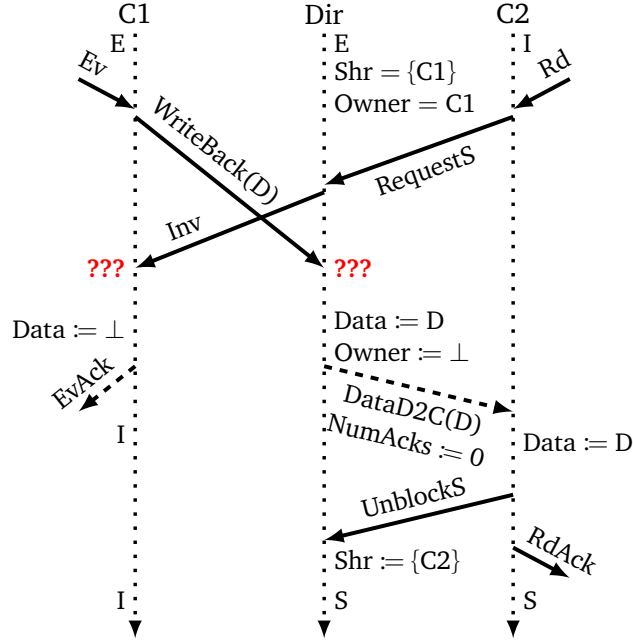 C1 Dir C2
E E I
Ev Shr = {C1} Rd
Owner = C1
WriteBack(D)
RequestS
Inv
??? ???
Data := ⊥ Data := D
Owner := ⊥
EvAck DataD2C(D)
NumAcks := 0
I Data := D
UnblockS
Shr := {C2} RdAck
I S S